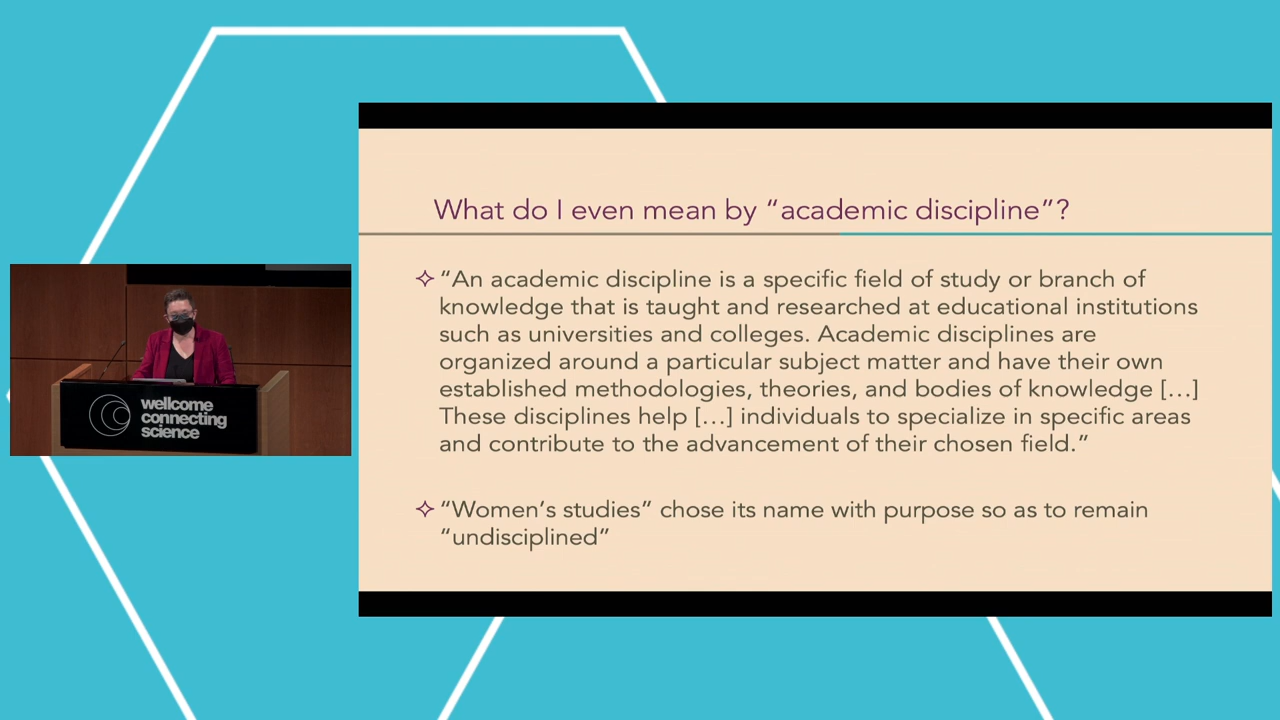 What do I even mean by “academic discipline”?
“An academic discipline is a specific field of study or branch of
knowledge that is taught and researched at educational institutions
such as universities and colleges. Academic disciplines are
organized around a particular subject matter and have their own
established methodologies, theories, and bodies of knowledge […]
These disciplines help […] individuals to specialize in specific areas
and contribute to the advancement of their chosen field.”
“Women’s studies” chose its name with purpose so as to remain
“undisciplined”
wellcome
connecting
science